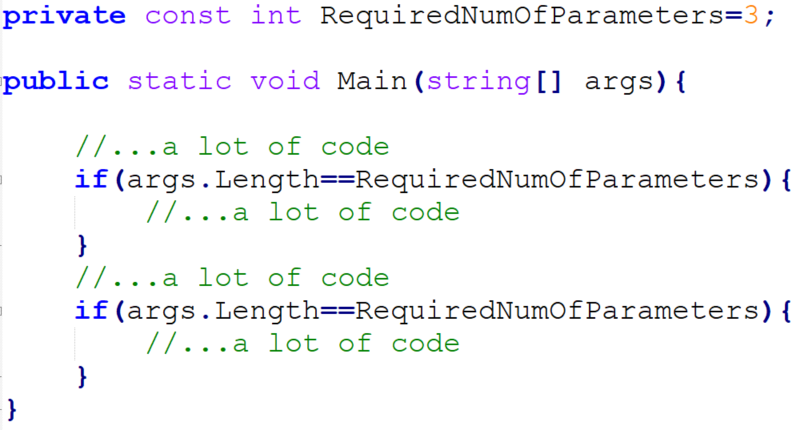 private const int RequiredNumOfParameters=3;
public static void Main(string[] args){
//...a lot of code
if(args.Length==RequiredNumOfParameters){
//...a lot of code
}
//...a lot of code
if(args.Length==RequiredNumOfParameters){
//...a lot of code
}
}